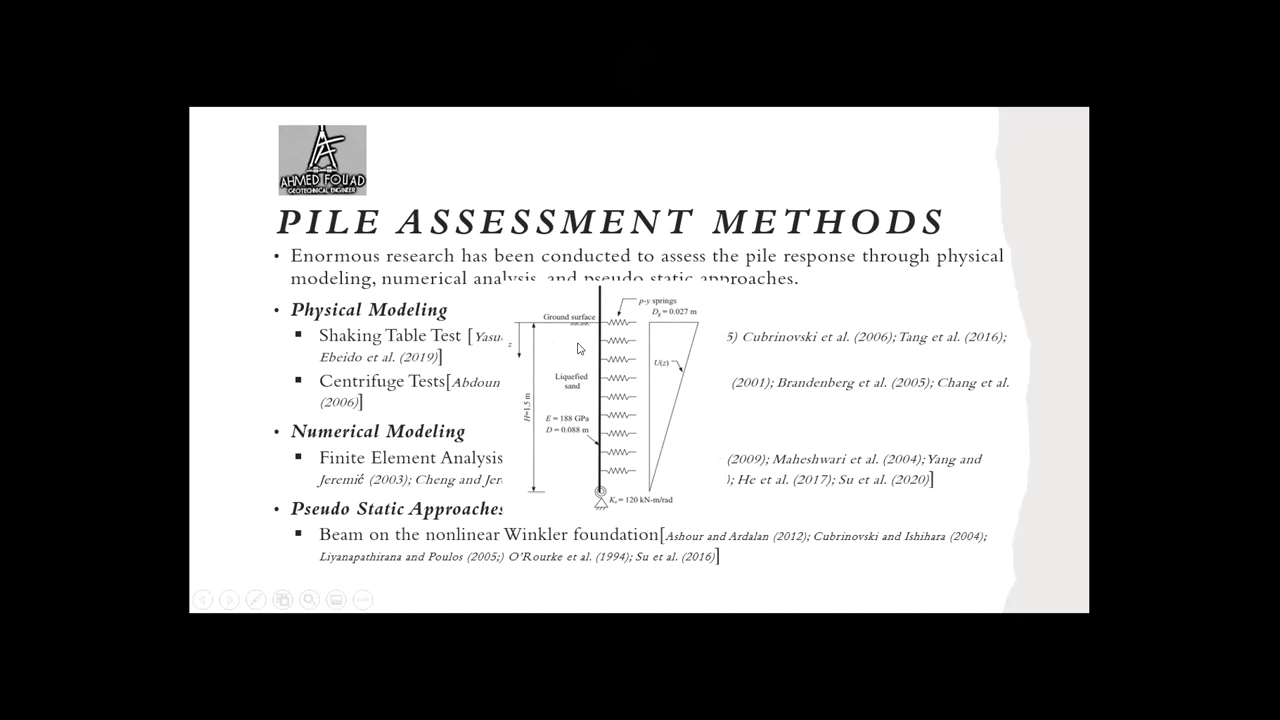 AHMED FOUAD
GEOTECHNICAL ENGINEER
PILE ASSESSMENT METHODS
• Enormous research has been conducted to assess the pile response through physical
modeling, numerical analysis, and pseudo static approaches.
• Physical Modeling
▪ Shaking Table Test [ 5) Cubrinovski et al. (2006); Tang et al. (2016);
Ebeido et al. (2019)]
▪ Centrifuge Tests[Abdoun (2001); Brandenberg et al. (2005); Chang et al.
(2006)]
• Numerical Modeling
▪ Finite Element Analysis (2009); Maheshwari et al. (2004); Yang and
Jeremić (2003); Cheng and ); He et al. (2017); Su et al. (2020)]
• Pseudo Static Approaches
▪ Beam on the nonlinear Winkler foundation[Ashour and Ardalan (2012); Cubrinovski and Ishihara (2004);
Liyanapathirana and Poulos (2005;) O'Rourke et al. (1994); Su et al. (2016)]
p-y springs
Ground surface
Dg = 0.027 m
z
U(z)
Liquefied
sand
H=1.5 m
E = 188 GPa
D = 0.088 m
Kr = 120 kN-m/rad